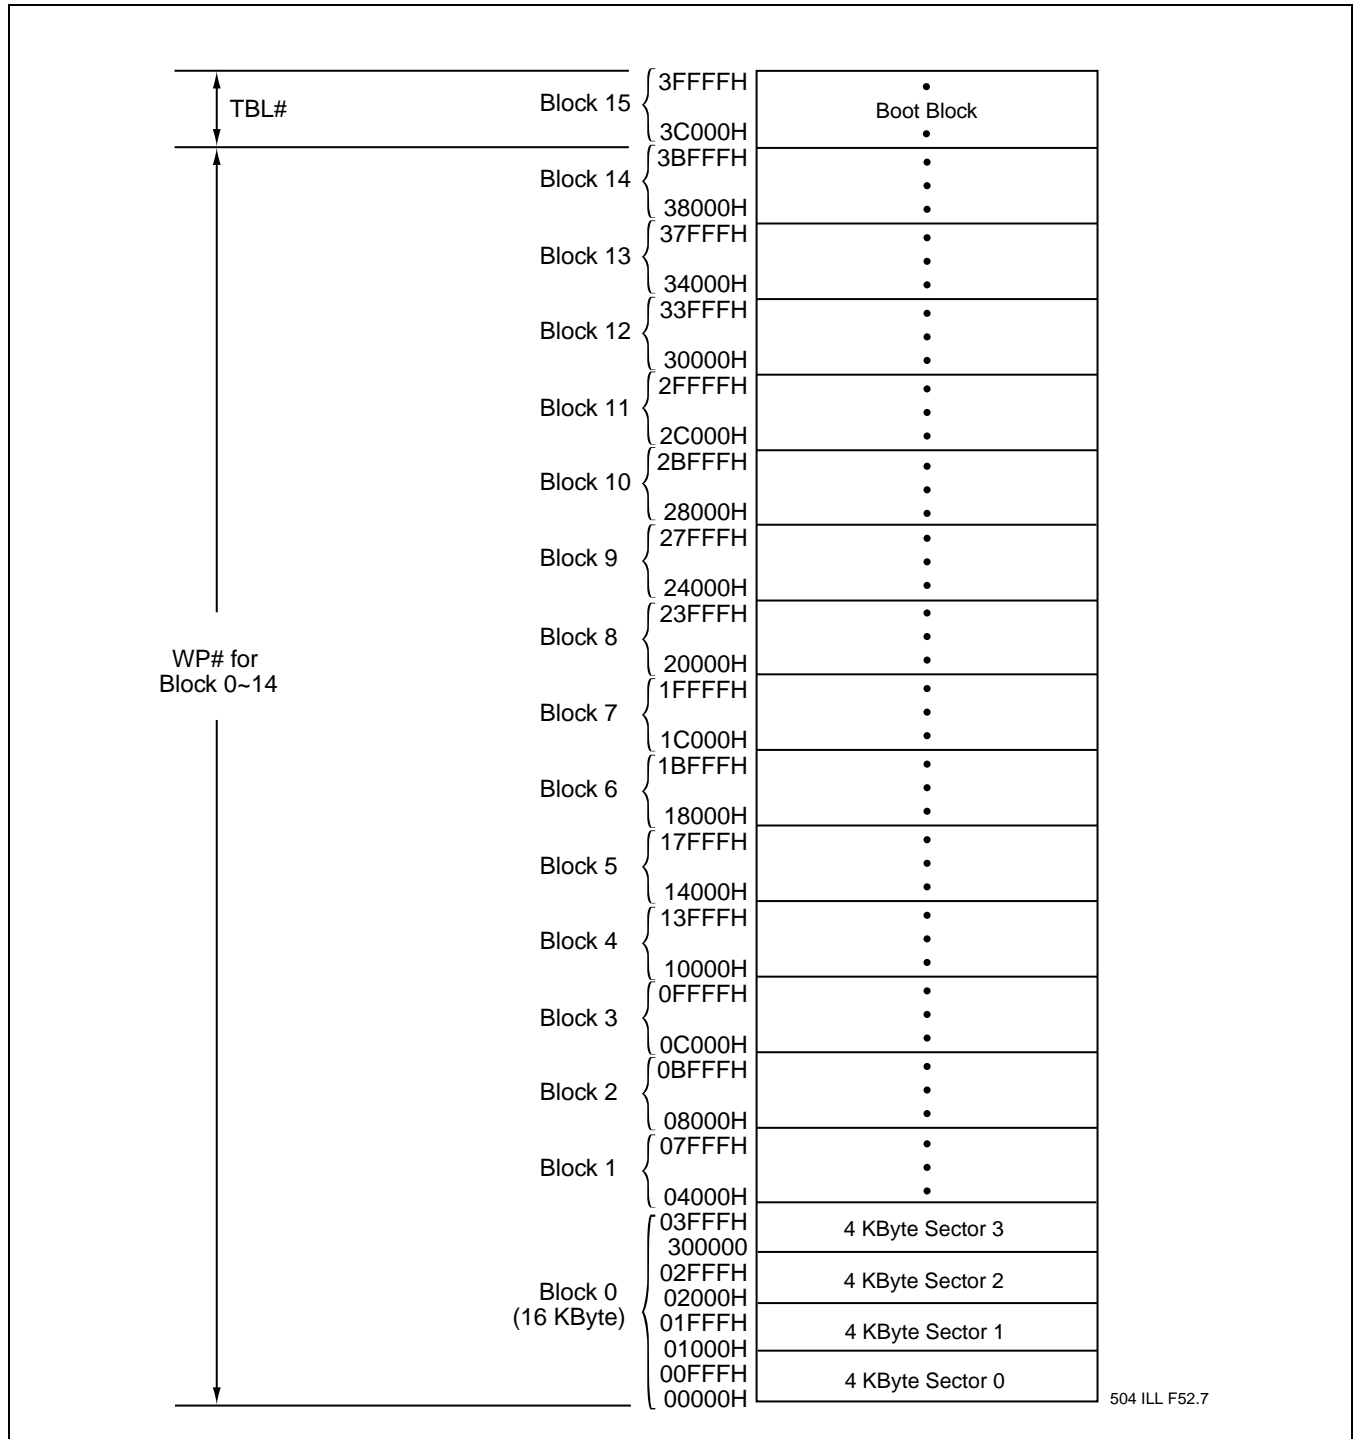 TBL#
Block 15
3FFFFH
3C000H
Boot Block
Block 14
3BFFFH
38000H
Block 13
37FFFH
34000H
Block 12
33FFFH
30000H
Block 11
2FFFFH
2C000H
Block 10
2BFFFH
28000H
Block 9
27FFFH
24000H
Block 8
23FFFH
20000H
WP# for
Block 0~14
Block 7
1FFFFH
1C000H
Block 6
1BFFFH
18000H
Block 5
17FFFH
14000H
Block 4
13FFFH
10000H
Block 3
0FFFFH
0C000H
Block 2
0BFFFH
08000H
Block 1
07FFFH
04000H
Block 0
(16 KByte)
03FFFH
300000
4 KByte Sector 3
02FFFH
02000H
4 KByte Sector 2
01FFFH
01000H
4 KByte Sector 1
00FFFH
00000H
4 KByte Sector 0
504 ILL F52.7